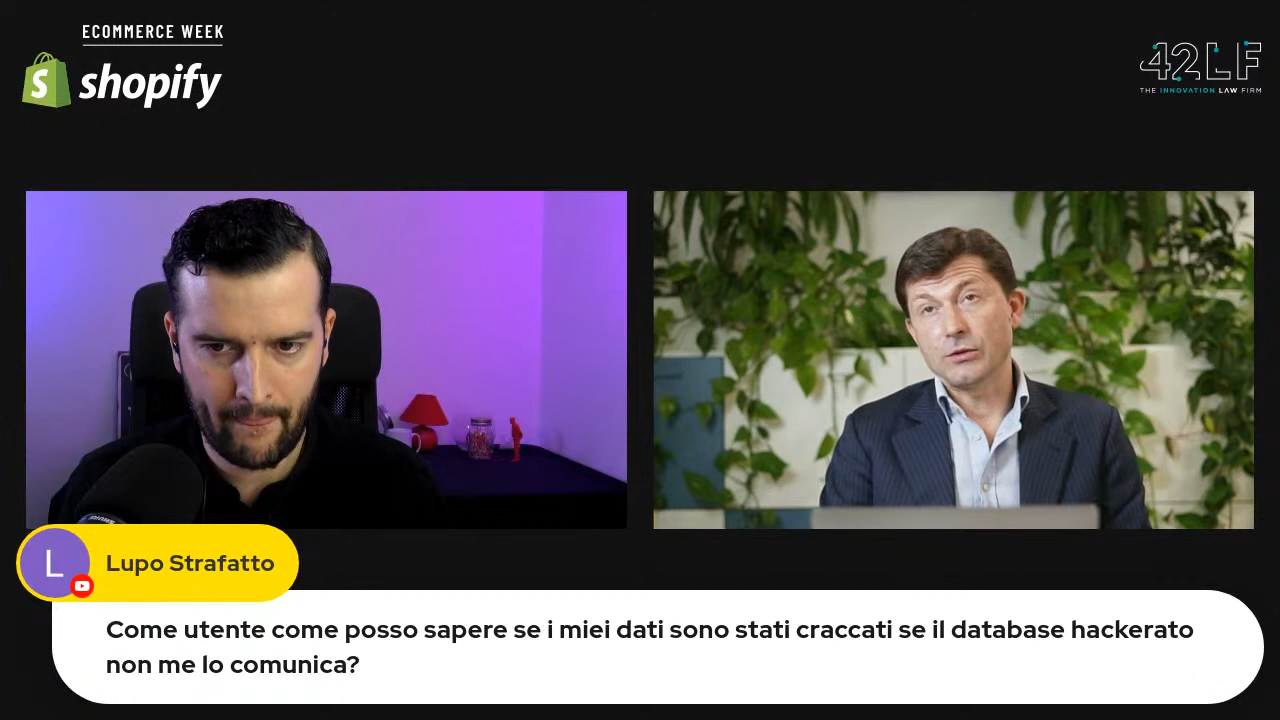 ECOMMERCE WEEK
shopify
42LF
THE INNOVATION LAW FIRM
L
Lupo Strafatto
Come utente come posso sapere se i miei dati sono stati craccati se il database hackerato
non me lo comunica?